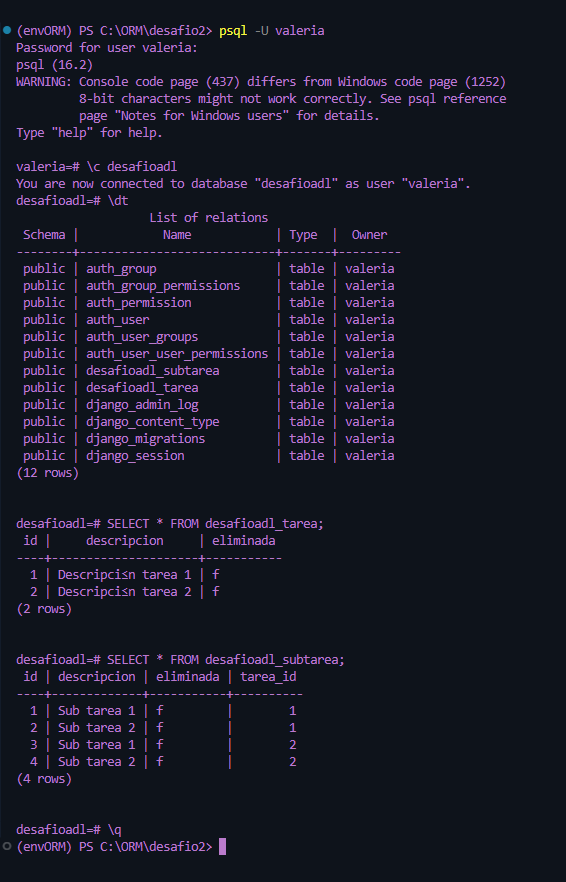 (envORM) PS C:\ORM\desafio2> psql -U valeria
Password for user valeria:
psql (16.2)
WARNING: Console code page (437) differs from Windows code page (1252)
         8-bit characters might not work correctly. See psql reference
         page "Notes for Windows users" for details.
Type "help" for help.

valeria=# \c desafioadl
You are now connected to database "desafioadl" as user "valeria".
desafioadl=# \dt
                   List of relations
 Schema |            Name            | Type  |  Owner
--------+----------------------------+-------+---------
 public | auth_group                 | table | valeria
 public | auth_group_permissions     | table | valeria
 public | auth_permission            | table | valeria
 public | auth_user                  | table | valeria
 public | auth_user_groups           | table | valeria
 public | auth_user_user_permissions | table | valeria
 public | desafioadl_subtarea        | table | valeria
 public | desafioadl_tarea           | table | valeria
 public | django_admin_log           | table | valeria
 public | django_content_type        | table | valeria
 public | django_migrations          | table | valeria
 public | django_session             | table | valeria
(12 rows)

desafioadl=# SELECT * FROM desafioadl_tarea;
 id |     descripcion     | eliminada
----+---------------------+-----------
  1 | Descripci≤n tarea 1 | f
  2 | Descripci≤n tarea 2 | f
(2 rows)

desafioadl=# SELECT * FROM desafioadl_subtarea;
 id | descripcion | eliminada | tarea_id
----+-------------+-----------+----------
  1 | Sub tarea 1 | f         |        1
  2 | Sub tarea 2 | f         |        1
  3 | Sub tarea 1 | f         |        2
  4 | Sub tarea 2 | f         |        2
(4 rows)

desafioadl=# \q
(envORM) PS C:\ORM\desafio2>